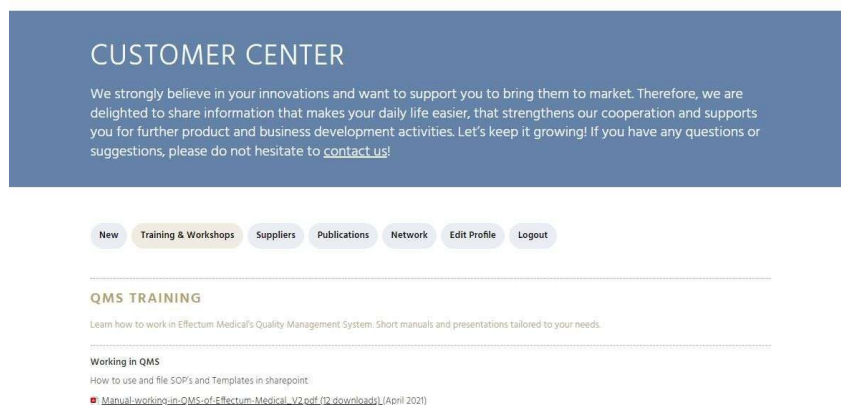 CUSTOMER CENTER
We strongly believe in your innovations and want to support you to bring them to market. Therefore, we are
delighted to share information that makes your daily life easier, that strengthens our cooperation and supports
you for further product and business development activities. Let's keep it growing! If you have any questions or
suggestions, please do not hesitate to contact us!
New Training & Workshops Suppliers Publications Network Edit Profile Logout
QMS TRAINING
Learn how to work in Effectum Medical's Quality Management System. Short manuals and presentations tailored to your needs.
Working in QMS
How to use and file SOP's and Templates in sharepoint
Manual-working-in-QMS-of-Effectum-Medical_V2.pdf (12 downloads) (April 2021)